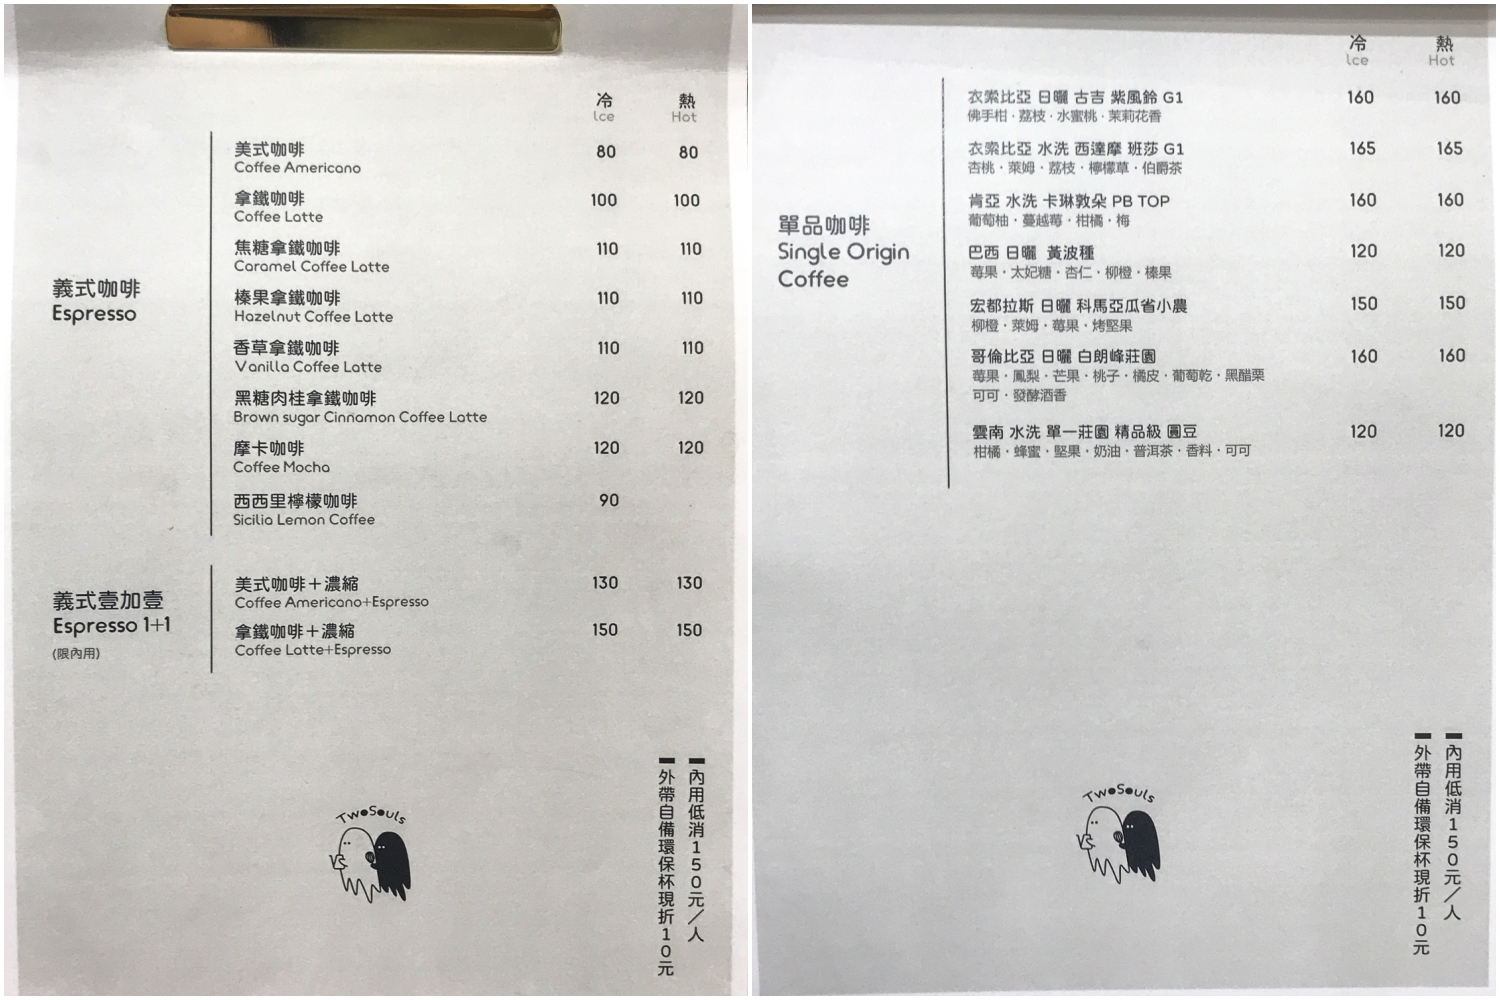 冷 熱
Ice Hot
義式咖啡
Espresso
美式咖啡 80 80
Coffee Americano
拿鐵咖啡 100 100
Coffee Latte
焦糖拿鐵咖啡 110 110
Caramel Coffee Latte
榛果拿鐵咖啡 110 110
Hazelnut Coffee Latte
香草拿鐵咖啡 110 110
Vanilla Coffee Latte
黑糖肉桂拿鐵咖啡 120 120
Brown sugar Cinnamon Coffee Latte
摩卡咖啡 120 120
Coffee Mocha
西西里檸檬咖啡 90
Sicilia Lemon Coffee
義式壹加壹
Espresso 1+1
(限內用)
美式咖啡＋濃縮 130 130
Coffee Americano+Espresso
拿鐵咖啡＋濃縮 150 150
Coffee Latte+Espresso
TwoSouls
內用低消150元／人
外帶自備環保杯現折10元
冷 熱
Ice Hot
單品咖啡
Single Origin
Coffee
衣索比亞 日曬 古吉 紫風鈴 G1 160 160
佛手柑・荔枝・水蜜桃・茉莉花香
衣索比亞 水洗 西達摩 班莎 G1 165 165
杏桃・萊姆・荔枝・檸檬草・伯爵茶
肯亞 水洗 卡琳敦朵 PB TOP 160 160
葡萄柚・蔓越莓・柑橘・梅
巴西 日曬 黃波種 120 120
莓果・太妃糖・杏仁・柳橙・榛果
宏都拉斯 日曬 科馬亞瓜省小農 150 150
柳橙・萊姆・莓果・烤堅果
哥倫比亞 日曬 白朗峰莊園 160 160
莓果・鳳梨・芒果・桃子・橘皮・葡萄乾・黑醋栗
可可・發酵酒香
雲南 水洗 單一莊園 精品級 圓豆 120 120
柑橘・蜂蜜・堅果・奶油・普洱茶・香料・可可
TwoSouls
內用低消150元／人
外帶自備環保杯現折10元